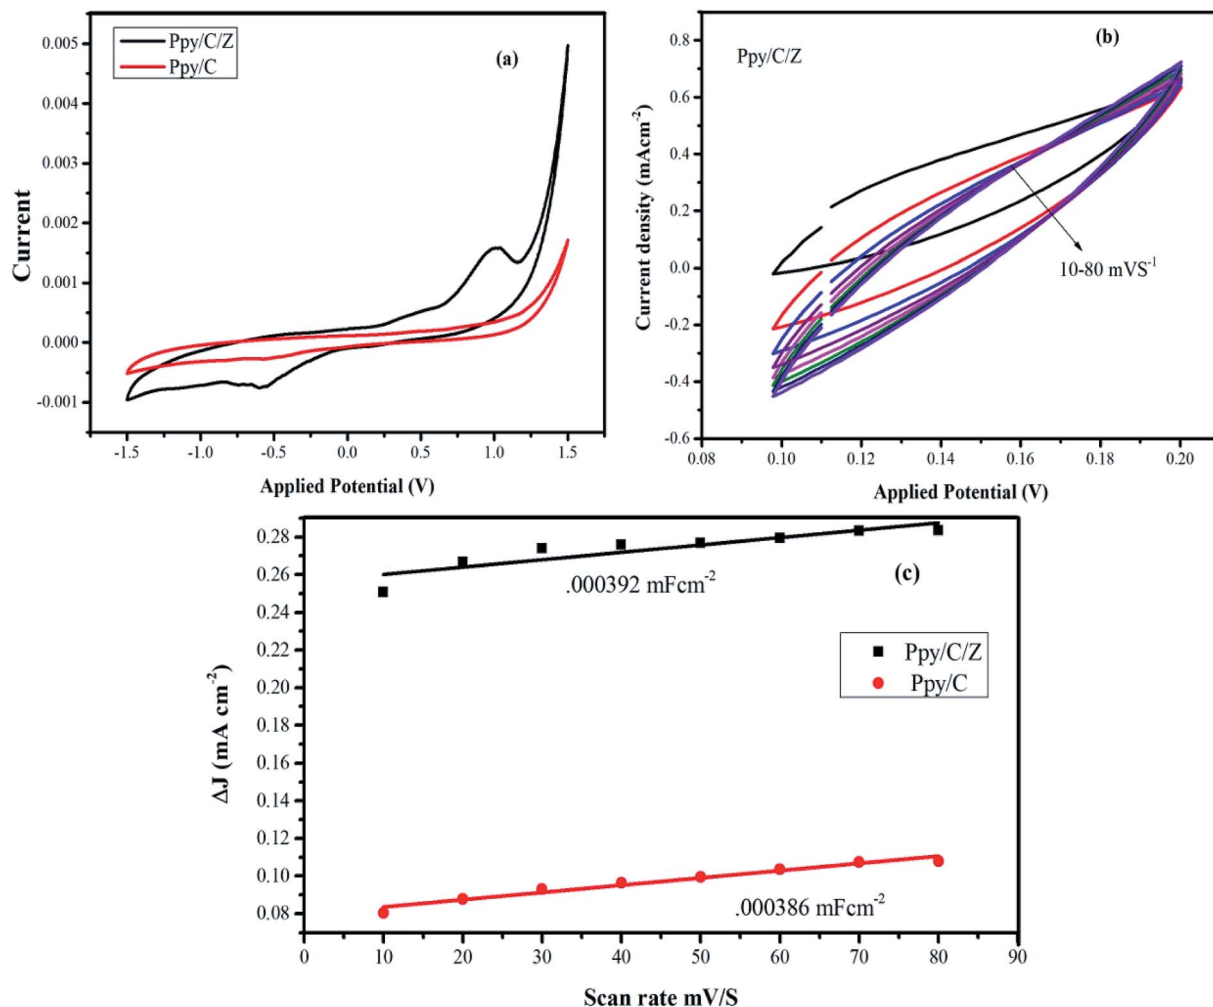 Ppy/C/Z
Ppy/C
(a)
Current
0.005
0.004
0.003
0.002
0.001
0.000
-0.001
-1.5 -1.0 -0.5 0.0 0.5 1.0 1.5
Applied Potential (V)
(b)
Ppy/C/Z
Current density (mAcm-2)
0.8
0.6
0.4
0.2
0.0
-0.2
-0.4
-0.6
10-80 mVS-1
0.08 0.10 0.12 0.14 0.16 0.18 0.20
Applied Potential (V)
(c)
ΔJ (mA cm-2)
0.28
0.26
0.24
0.22
0.20
0.18
0.16
0.14
0.12
0.10
0.08
.000392 mFcm-2
Ppy/C/Z
Ppy/C
.000386 mFcm-2
0 10 20 30 40 50 60 70 80 90
Scan rate mV/S